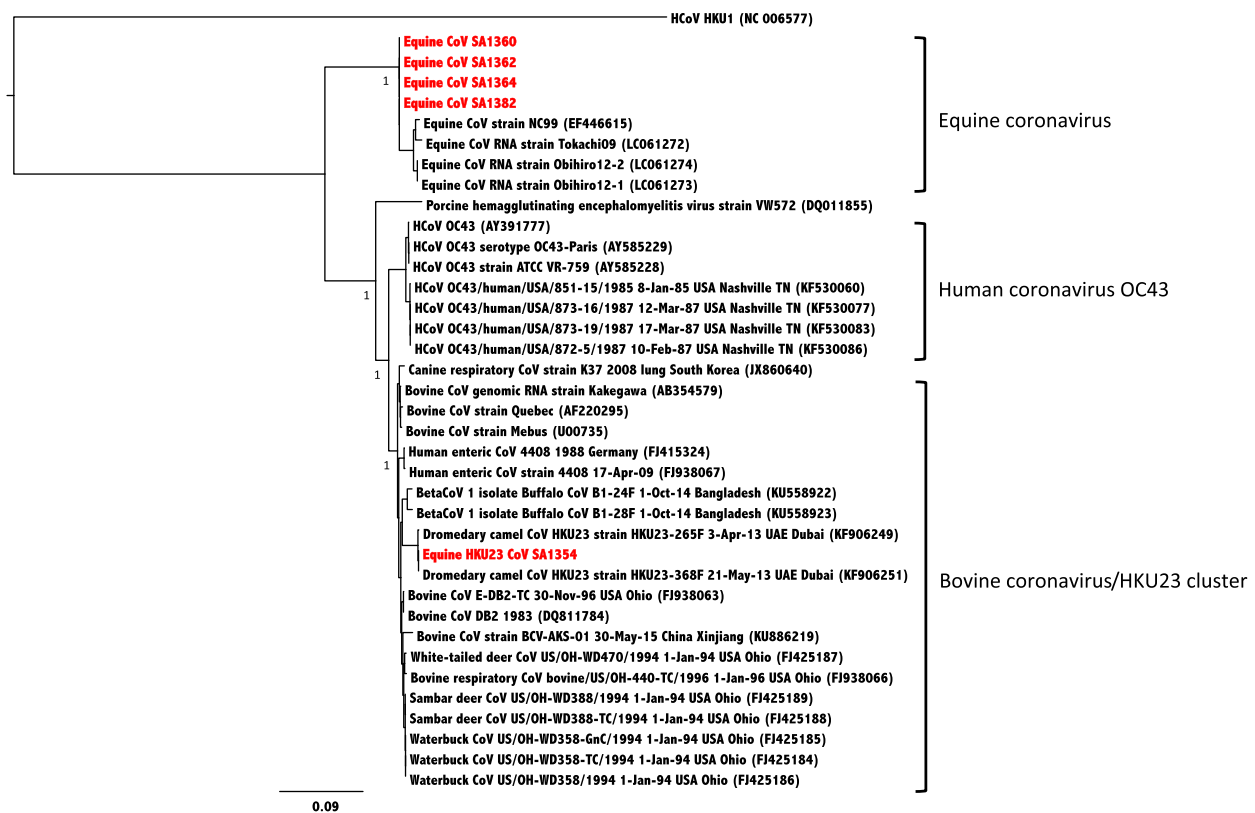 HCoV HKU1 (NC 006577)
Equine CoV SA1360
Equine CoV SA1362
Equine CoV SA1364
Equine CoV SA1382
1
Equine CoV strain NC99 (EF446615)
Equine CoV RNA strain Tokachi09 (LC061272)
Equine CoV RNA strain Obihiro12-2 (LC061274)
Equine CoV RNA strain Obihiro12-1 (LC061273)
Equine coronavirus
Porcine hemagglutinating encephalomyelitis virus strain VW572 (DQ011855)
HCoV OC43 (AY391777)
HCoV OC43 serotype OC43-Paris (AY585229)
HCoV OC43 strain ATCC VR-759 (AY585228)
HCoV OC43/human/USA/851-15/1985 8-Jan-85 USA Nashville TN (KF530060)
1
HCoV OC43/human/USA/873-16/1987 12-Mar-87 USA Nashville TN (KF530077)
HCoV OC43/human/USA/873-19/1987 17-Mar-87 USA Nashville TN (KF530083)
HCoV OC43/human/USA/872-5/1987 10-Feb-87 USA Nashville TN (KF530086)
Human coronavirus OC43
Canine respiratory CoV strain K37 2008 lung South Korea (JX860640)
1
Bovine CoV genomic RNA strain Kakegawa (AB354579)
Bovine CoV strain Quebec (AF220295)
Bovine CoV strain Mebus (U00735)
Human enteric CoV 4408 1988 Germany (FJ415324)
1
Human enteric CoV strain 4408 17-Apr-09 (FJ938067)
BetaCoV 1 isolate Buffalo CoV B1-24F 1-Oct-14 Bangladesh (KU558922)
BetaCoV 1 isolate Buffalo CoV B1-28F 1-Oct-14 Bangladesh (KU558923)
Dromedary camel CoV HKU23 strain HKU23-265F 3-Apr-13 UAE Dubai (KF906249)
Equine HKU23 CoV SA1354
Dromedary camel CoV HKU23 strain HKU23-368F 21-May-13 UAE Dubai (KF906251)
Bovine coronavirus/HKU23 cluster
Bovine CoV E-DB2-TC 30-Nov-96 USA Ohio (FJ938063)
Bovine CoV DB2 1983 (DQ811784)
Bovine CoV strain BCV-AKS-01 30-May-15 China Xinjiang (KU886219)
White-tailed deer CoV US/OH-WD470/1994 1-Jan-94 USA Ohio (FJ425187)
Bovine respiratory CoV bovine/US/OH-440-TC/1996 1-Jan-96 USA Ohio (FJ938066)
Sambar deer CoV US/OH-WD388/1994 1-Jan-94 USA Ohio (FJ425189)
Sambar deer CoV US/OH-WD388-TC/1994 1-Jan-94 USA Ohio (FJ425188)
Waterbuck CoV US/OH-WD358-GnC/1994 1-Jan-94 USA Ohio (FJ425185)
Waterbuck CoV US/OH-WD358-TC/1994 1-Jan-94 USA Ohio (FJ425184)
Waterbuck CoV US/OH-WD358/1994 1-Jan-94 USA Ohio (FJ425186)
0.09